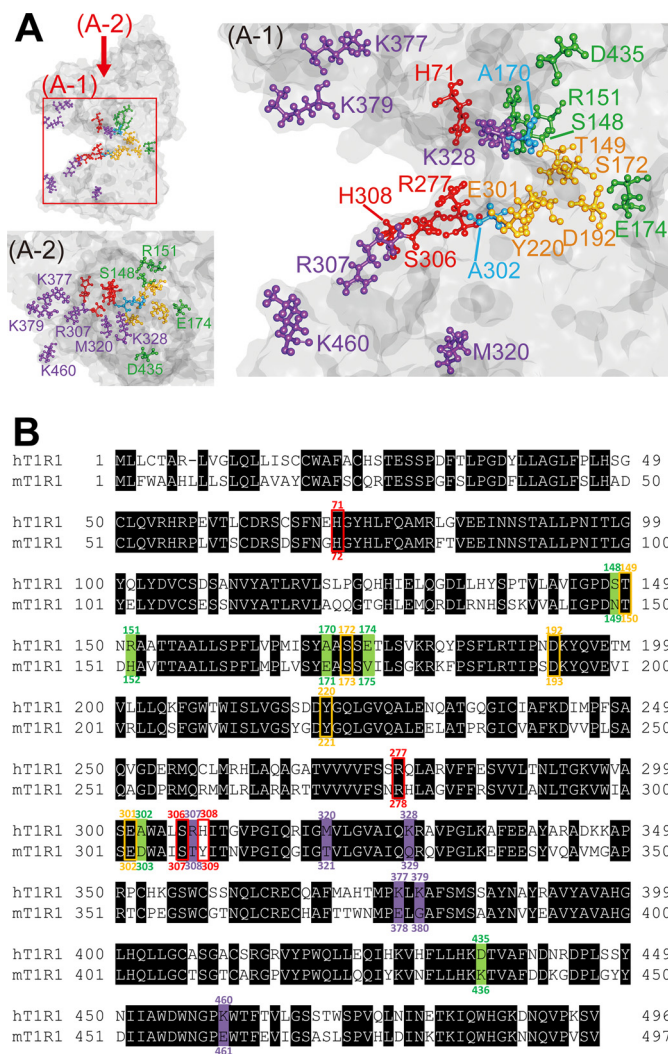 A
(A-2)
(A-1)
(A-1)
K377
K379
H71
A170
D435
R151
S148
K328
T149
S172
R277
E301
H308
E174
D192
Y220
R307
S306
A302
K460
M320
(A-2)
R151
S148
K377
K379
R307
M320
K328
E174
K460
D435
B
hT1R1 1 MLLCTAR-LVGLQLLISCCWAFACHSTESSPDFTLPGDYLLAGLFPLHSG 49
mT1R1 1 MLFWAAHLLLSLQLAVAYCWAFSCQRTESSPGFSLPGDFLLAGLFSLHAD 50
71
hT1R1 50 CLQVRHRPEVTLCDRSCSFNEHGYHLFQAMRLGVEEINNSTALLPNITLG 99
mT1R1 51 CLQVRHRPLVTSCDRSDSFNGHGYHLFQAMRFTVEEINNSTALLPNITLG 100
72
148 149
hT1R1 100 YQLYDVCSDSANVYATLRVLSLPGQHHIELQGDLLHYSPTVLAVIGPDST 149
mT1R1 101 YELYDVCSESSNVYATLRVLAQQGTGHLEMQRDLRNHSSKVVALIGPDNT 150
149 150
151 170 172 174 192
hT1R1 150 NRAATTAALLSPFLVPMISYAASSETLSVKRQYPSFLRTIPNDKYQVETM 199
mT1R1 151 DHAVTTAALLSPFLMPLVSYEASSVILSGKRKFPSFLRTIPSDKYQVEVI 200
152 171 173 175 193
220
hT1R1 200 VLLLQKFGWTWISLVGSSDDYGQLGVQALENQATGQGICIAFKDIMPFSA 249
mT1R1 201 VRLLQSFGWVWISLVGSYGDYGQLGVQALEELATPRGICVAFKDVVPLSA 250
221
277
hT1R1 250 QVGDERMQCLMRHLAQAGATVVVVFSSRQLARVFFESVVLTNLTGKVWVA 299
mT1R1 251 QAGDPRMQRMMLRLARARTTVVVVFSNRHLAGVFFRSVVLANLTGKVWIA 300
278
301 302 306 307 308 320 328
hT1R1 300 SEAWALSRHITGVPGIQRIGMVLGVAIQKRAVPGLKAFEEAYARADKKAP 349
mT1R1 301 SEDWAISTYITNVPGIQGIGTVLGVAIQQRQVPGLKEFEESYVQAVMGAP 350
302 303 307 308 309 321 329
377 379
hT1R1 350 RPCHKGSWCSSNQLCRECQAFMAHTMPKLKAFSMSSAYNAYRAVYAVAHG 399
mT1R1 351 RTCPEGSWCGTNQLCRECHAFTTWNMPELGAFSMSAAYNVYEAVYAVAHG 400
378 380
435
hT1R1 400 LHQLLGCASGACSRGRVYPWQLLEQIHKVHFLLHKDTVAFNDNRDPLSSY 449
mT1R1 401 LHQLLGCTSGTCARGPVYPWQLLQQIYKVNFLLHKKTVAFDDKGDPLGYY 450
436
460
hT1R1 450 NIIAWDWNGPKWTFTVLGSSTWSPVQLNINETKIQWHGKDNQVPKSV 496
mT1R1 451 DIIAWDWNGPEWTFEVIGSASLSPVHLDINKTKIQWHGKNNQVPVSV 497
461